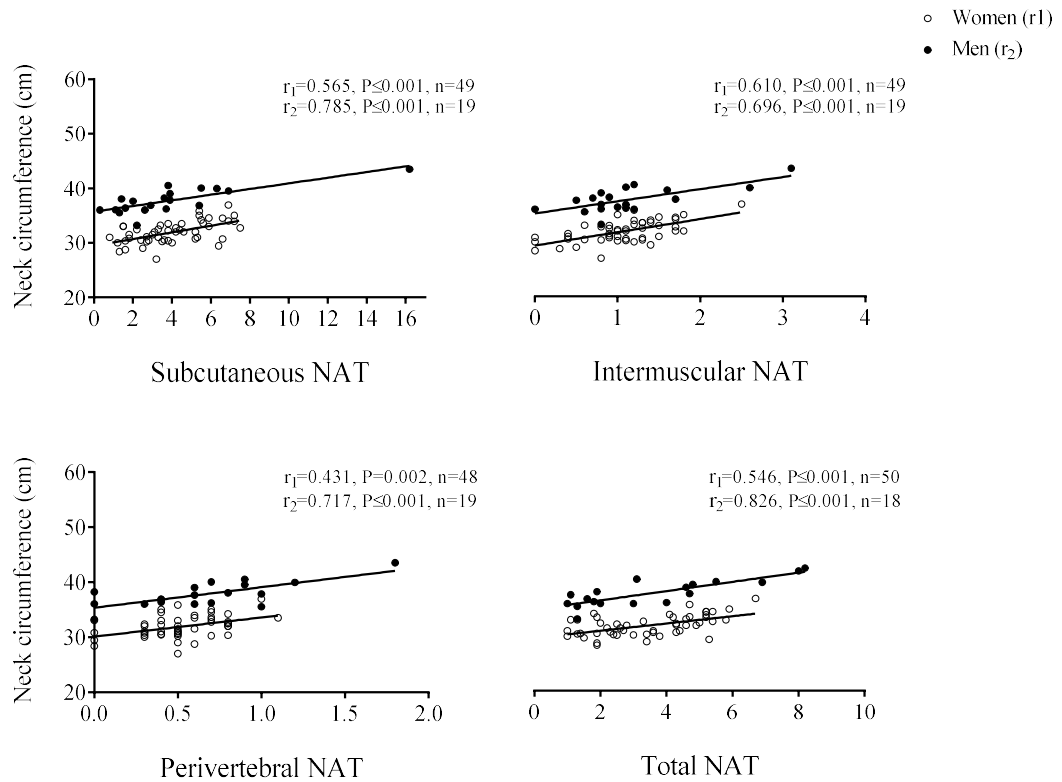 Women (r1)
Men (r₂)
Neck circumference (cm)
60
50
40
30
20
r₁=0.565, P≤0.001, n=49
r₂=0.785, P≤0.001, n=19
0 2 4 6 8 10 12 14 16
Subcutaneous NAT
r₁=0.610, P≤0.001, n=49
r₂=0.696, P≤0.001, n=19
0 1 2 3 4
Intermuscular NAT
Neck circumference (cm)
60
50
40
30
20
r₁=0.431, P=0.002, n=48
r₂=0.717, P≤0.001, n=19
0.0 0.5 1.0 1.5 2.0
Perivertebral NAT
r₁=0.546, P≤0.001, n=50
r₂=0.826, P≤0.001, n=18
0 2 4 6 8 10
Total NAT